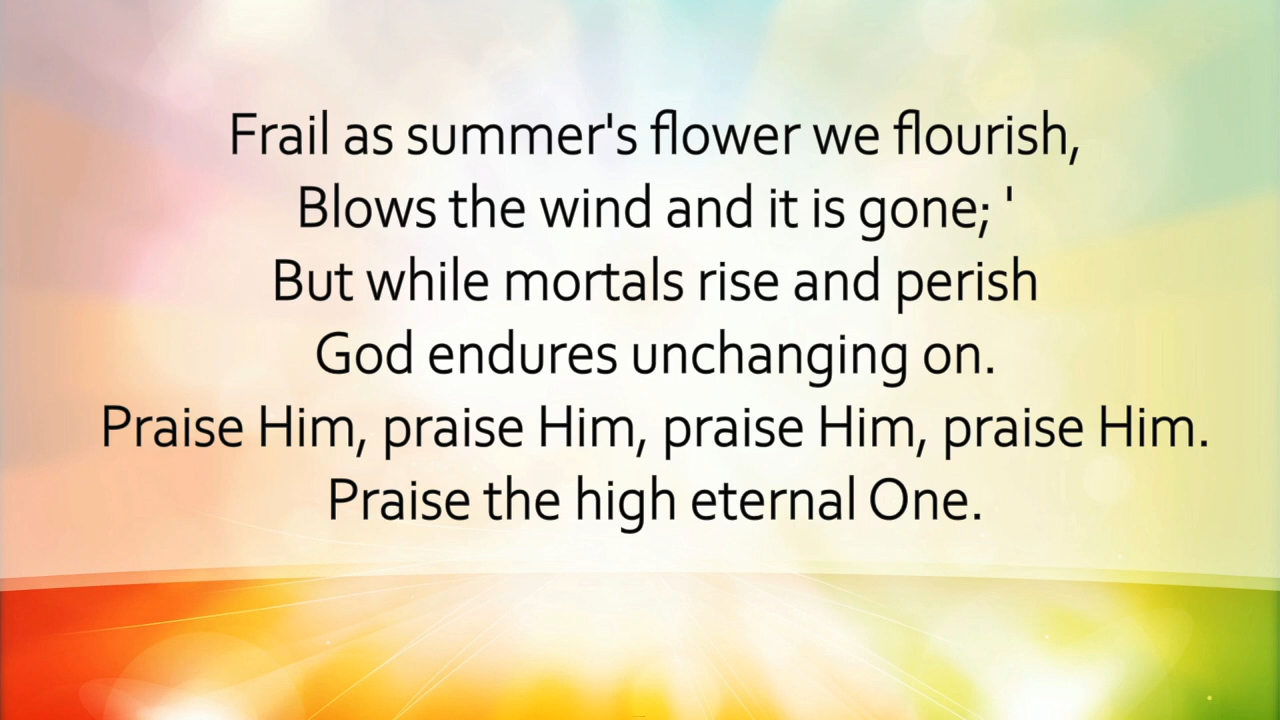 Frail as summer's flower we flourish,
Blows the wind and it is gone; '
But while mortals rise and perish
God endures unchanging on.
Praise Him, praise Him, praise Him, praise Him.
Praise the high eternal One.